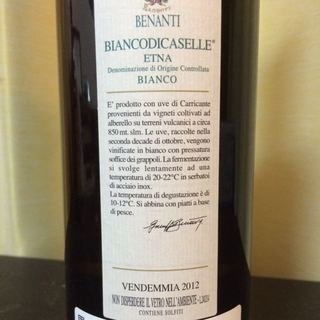 BENANTI
BIANCODICASELLE®
ETNA
Denominazione di Origine Controllata
BIANCO
E' prodotto con uve di Carricante
provenienti da vigneti coltivati ad
alberello su terreni vulcanici a circa
850 mt. slm. Le uve, raccolte nella
seconda decade di ottobre, vengono
vinificate in bianco con pressatura
soffice dei grappoli. La fermentazione
si svolge lentamente ad una
temperatura di 20-22°C in serbatoi
di acciaio inox.
La temperatura di degustazione è di
10-12°C. Si abbina con piatti a base
di pesce.
VENDEMMIA 2012
NON DISPERDERE IL VETRO NELL'AMBIENTE -
CONTIENE SOLFITI